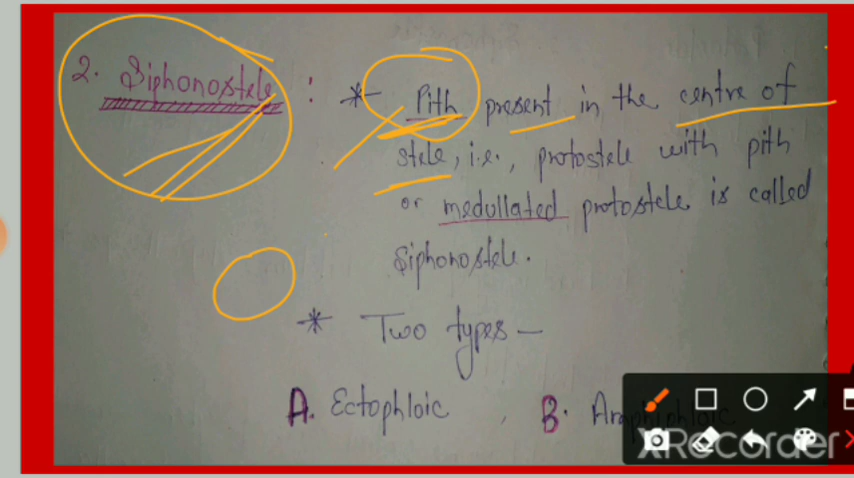 2. Siphonostele : * Pith present in the centre of
stele, i.e., protostele with pith
or medullated protostele is called
Siphonostele.
* Two types —
A. Ectophloic , B. Amphiphloic
XRecorder